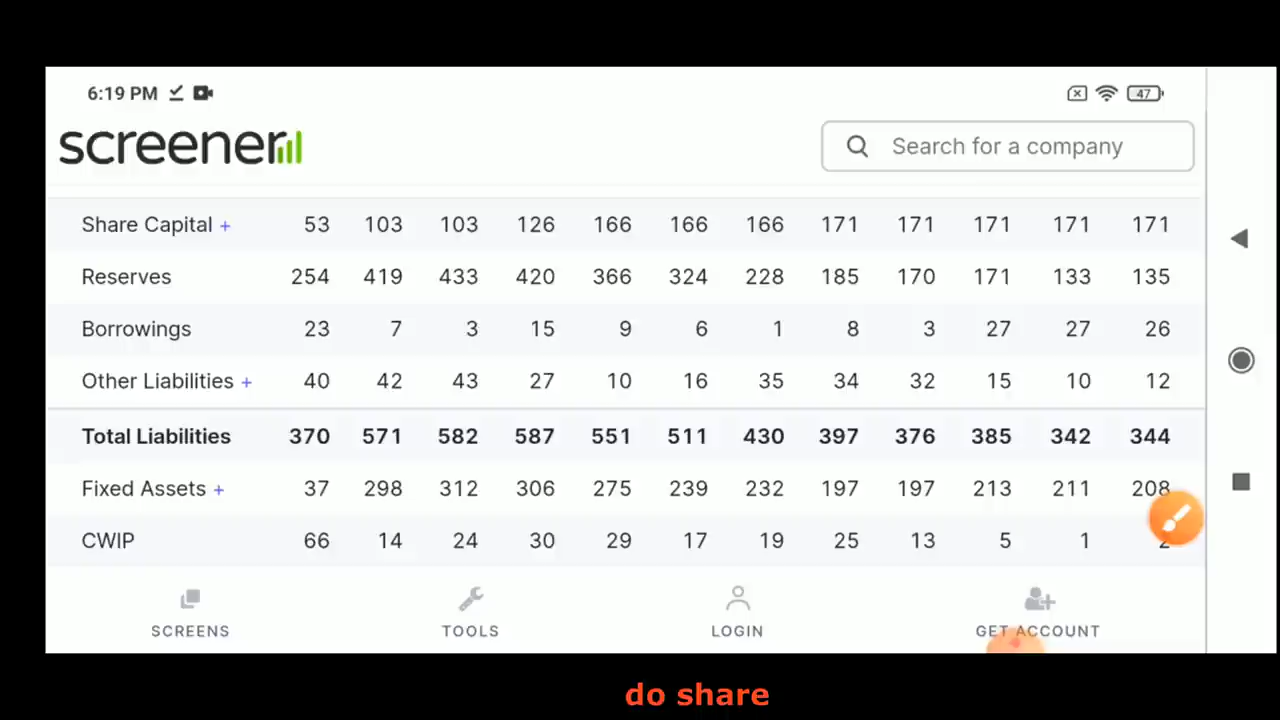 6:19 PM 47
screener Search for a company
Share Capital + 53 103 103 126 166 166 166 171 171 171 171 171
Reserves 254 419 433 420 366 324 228 185 170 171 133 135
Borrowings 23 7 3 15 9 6 1 8 3 27 27 26
Other Liabilities + 40 42 43 27 10 16 35 34 32 15 10 12
Total Liabilities 370 571 582 587 551 511 430 397 376 385 342 344
Fixed Assets + 37 298 312 306 275 239 232 197 197 213 211 208
CWIP 66 14 24 30 29 17 19 25 13 5 1
SCREENS TOOLS LOGIN GET ACCOUNT
do share